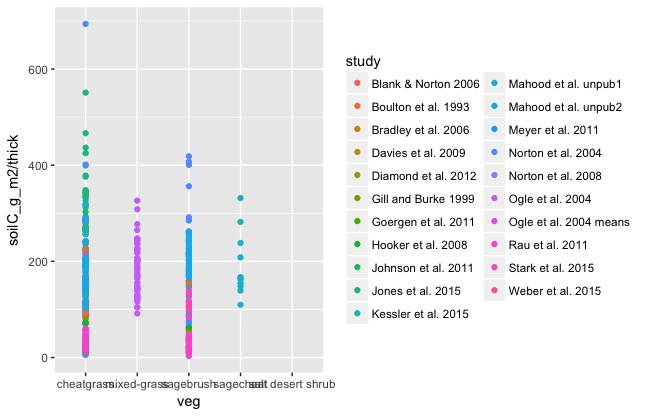 600
400
200
0
soilC_g_m2/thick
cheatgrass mixed-grass sagebrush sagecheat salt desert shrub
veg
study
Blank & Norton 2006
Boulton et al. 1993
Bradley et al. 2006
Davies et al. 2009
Diamond et al. 2012
Gill and Burke 1999
Goergen et al. 2011
Hooker et al. 2008
Johnson et al. 2011
Jones et al. 2015
Kessler et al. 2015
Mahood et al. unpub1
Mahood et al. unpub2
Meyer et al. 2011
Norton et al. 2004
Norton et al. 2008
Ogle et al. 2004
Ogle et al. 2004 means
Rau et al. 2011
Stark et al. 2015
Weber et al. 2015